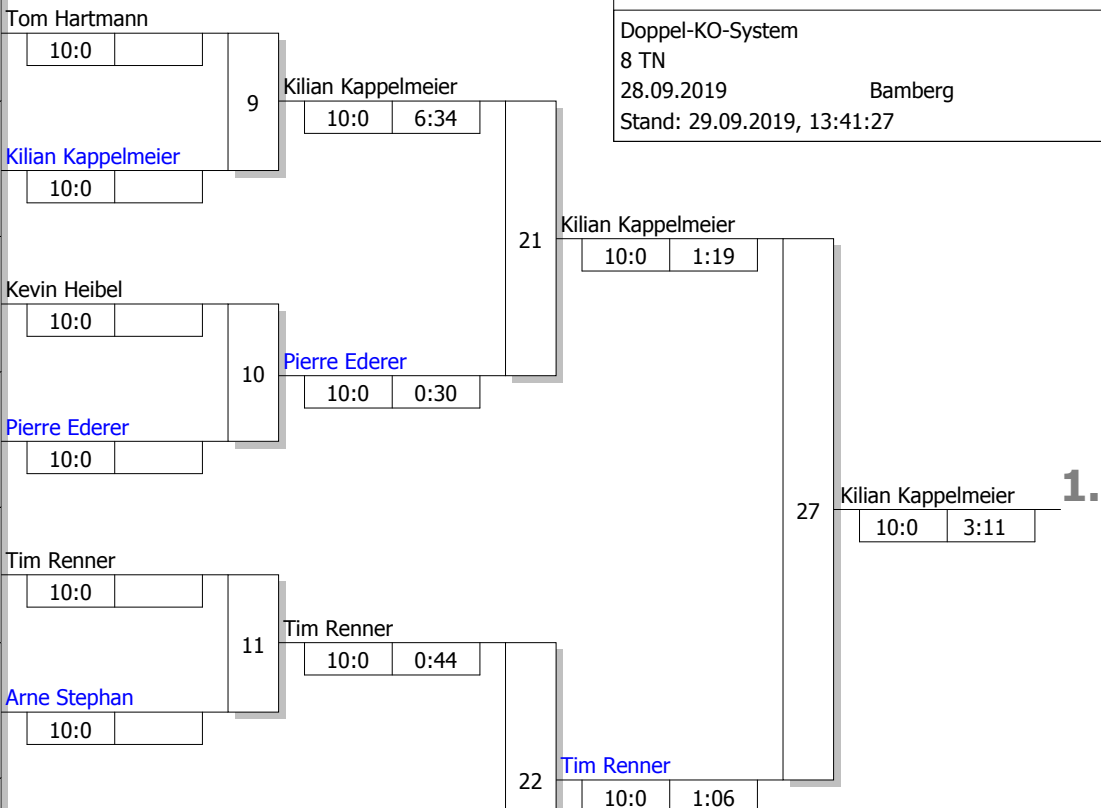 Doppel-KO-System
8 TN
28.09.2019 Bamberg
Stand: 29.09.2019, 13:41:27
Tom Hartmann
10:0
9
Kilian Kappelmeier
10:0 6:34
Kilian Kappelmeier
10:0
21
Kilian Kappelmeier
10:0 1:19
Kevin Heibel
10:0
10
Pierre Ederer
10:0 0:30
Pierre Ederer
10:0
27
Kilian Kappelmeier 1.
10:0 3:11
Tim Renner
10:0
11
Tim Renner
10:0 0:44
Arne Stephan
10:0
22
Tim Renner
10:0 1:06